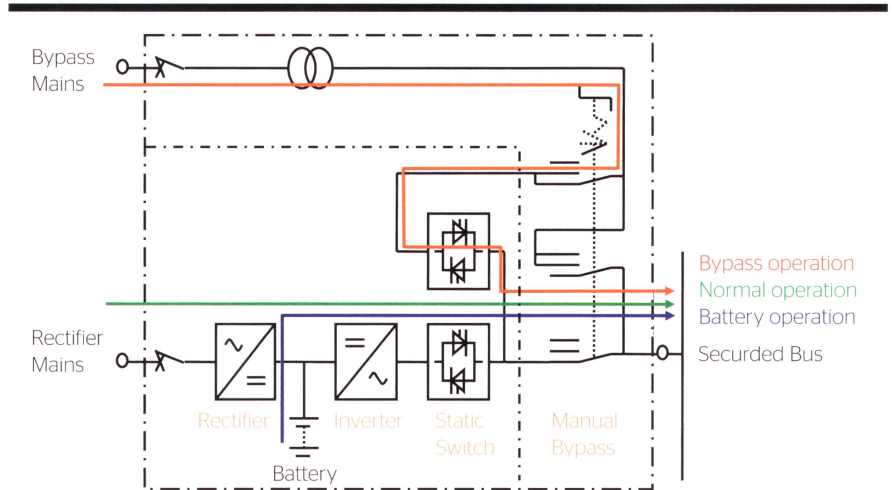 Bypass
Mains
Bypass operation
Normal operation
Battery operation
Rectifier
Mains
Securded Bus
Rectifier
Inverter
Static
Switch
Manual
Bypass
Battery